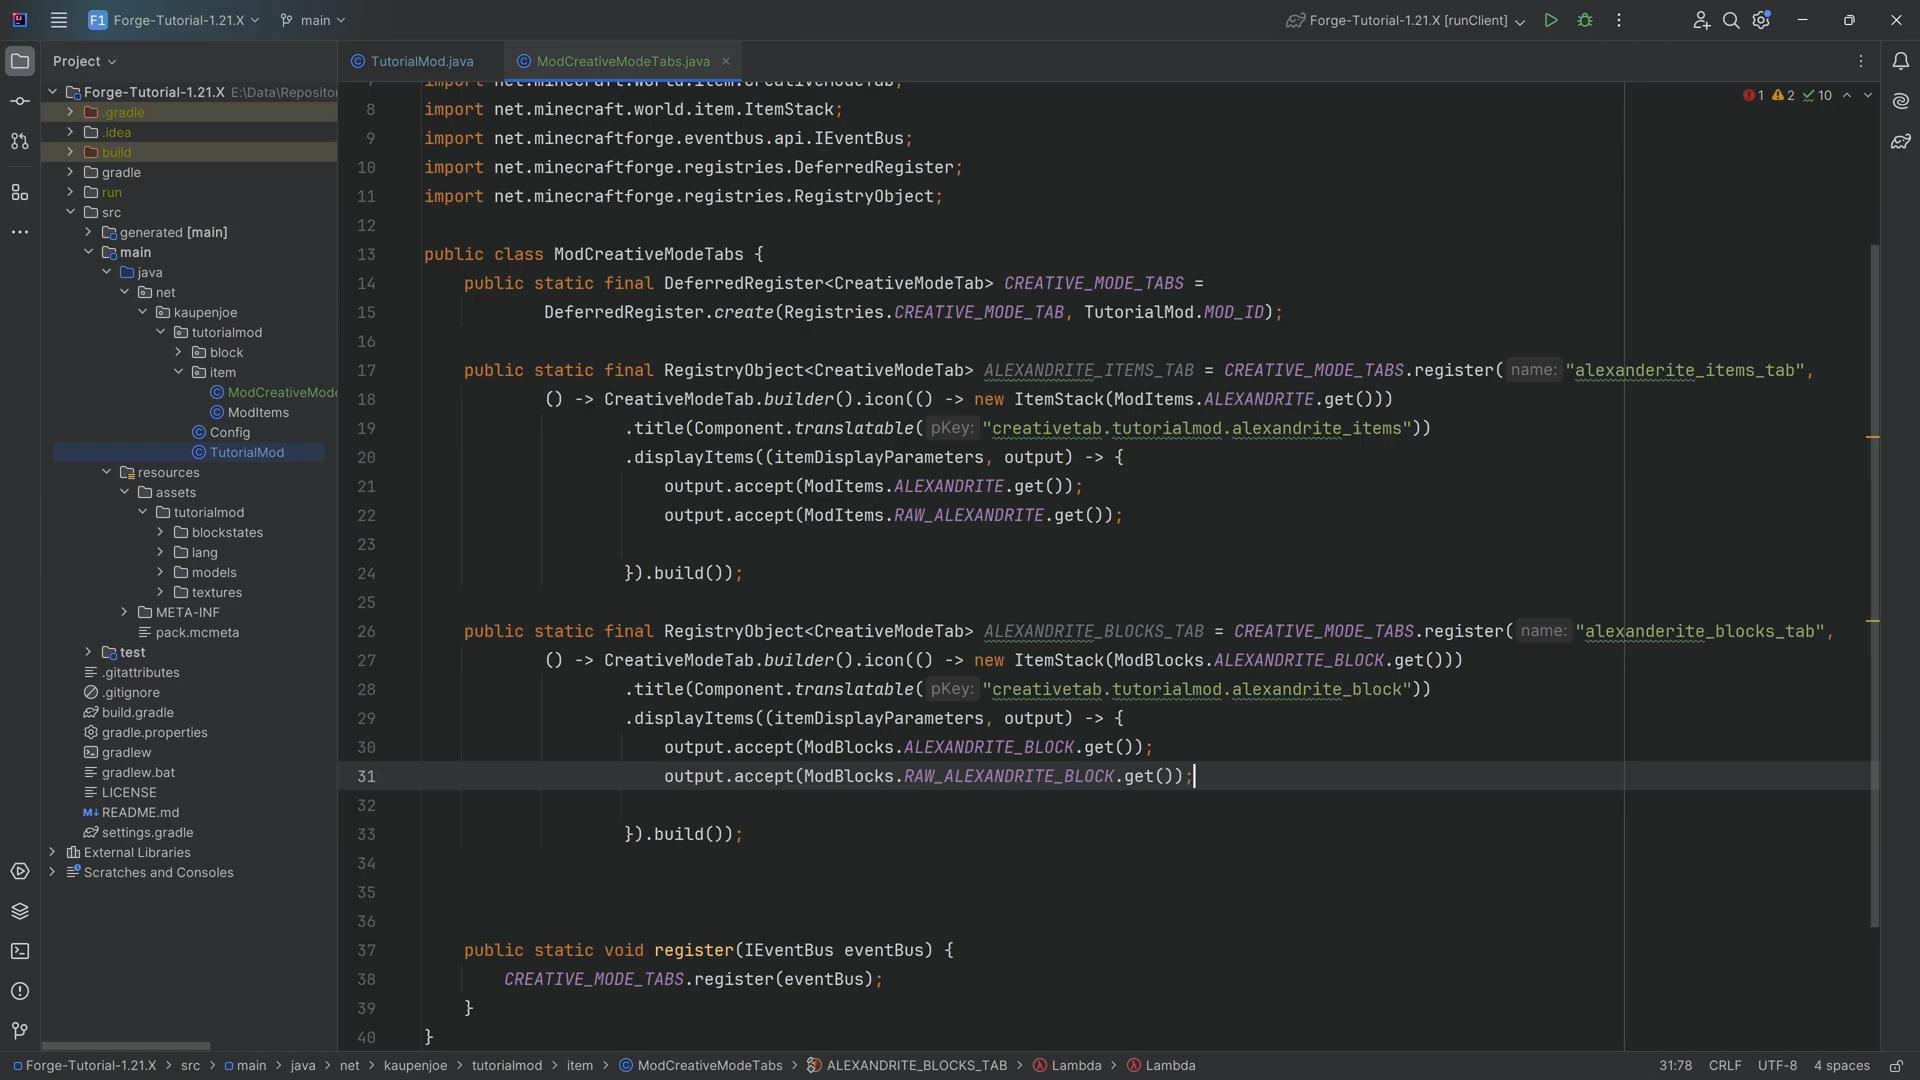 F1 Forge-Tutorial-1.21.X main
Forge-Tutorial-1.21.X [runClient]
Project
TutorialMod.java
ModCreativeModeTabs.java
Forge-Tutorial-1.21.X E:\Data\Reposito
.gradle
.idea
build
gradle
run
src
generated [main]
main
java
net
kaupenjoe
tutorialmod
block
item
ModCreativeMode
ModItems
Config
TutorialMod
resources
assets
tutorialmod
blockstates
lang
models
textures
META-INF
pack.mcmeta
test
.gitattributes
.gitignore
build.gradle
gradle.properties
gradlew
gradlew.bat
LICENSE
M↓ README.md
settings.gradle
External Libraries
Scratches and Consoles
1 2 10
7 import net.minecraft.world.item.CreativeModeTab;
8 import net.minecraft.world.item.ItemStack;
9 import net.minecraftforge.eventbus.api.IEventBus;
10 import net.minecraftforge.registries.DeferredRegister;
11 import net.minecraftforge.registries.RegistryObject;
12
13 public class ModCreativeModeTabs {
14 public static final DeferredRegister<CreativeModeTab> CREATIVE_MODE_TABS =
15 DeferredRegister.create(Registries.CREATIVE_MODE_TAB, TutorialMod.MOD_ID);
16
17 public static final RegistryObject<CreativeModeTab> ALEXANDRITE_ITEMS_TAB = CREATIVE_MODE_TABS.register( name: "alexanderite_items_tab",
18 () -> CreativeModeTab.builder().icon(() -> new ItemStack(ModItems.ALEXANDRITE.get()))
19 .title(Component.translatable( pKey: "creativetab.tutorialmod.alexandrite_items"))
20 .displayItems((itemDisplayParameters, output) -> {
21 output.accept(ModItems.ALEXANDRITE.get());
22 output.accept(ModItems.RAW_ALEXANDRITE.get());
23
24 }).build());
25
26 public static final RegistryObject<CreativeModeTab> ALEXANDRITE_BLOCKS_TAB = CREATIVE_MODE_TABS.register( name: "alexanderite_blocks_tab",
27 () -> CreativeModeTab.builder().icon(() -> new ItemStack(ModBlocks.ALEXANDRITE_BLOCK.get()))
28 .title(Component.translatable( pKey: "creativetab.tutorialmod.alexandrite_block"))
29 .displayItems((itemDisplayParameters, output) -> {
30 output.accept(ModBlocks.ALEXANDRITE_BLOCK.get());
31 output.accept(ModBlocks.RAW_ALEXANDRITE_BLOCK.get());
32
33 }).build());
34
35
36
37 public static void register(IEventBus eventBus) {
38 CREATIVE_MODE_TABS.register(eventBus);
39 }
40 }
Forge-Tutorial-1.21.X > src > main > java > net > kaupenjoe > tutorialmod > item > ModCreativeModeTabs > ALEXANDRITE_BLOCKS_TAB > Lambda > Lambda
31:78 CRLF UTF-8 4 spaces